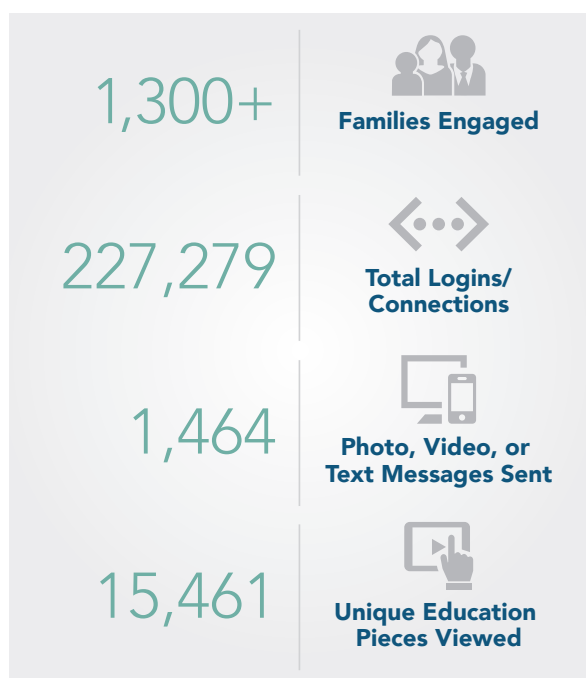 1,300+
Families Engaged
227,279
Total Logins/
Connections
1,464
Photo, Video, or
Text Messages Sent
15,461
Unique Education
Pieces Viewed